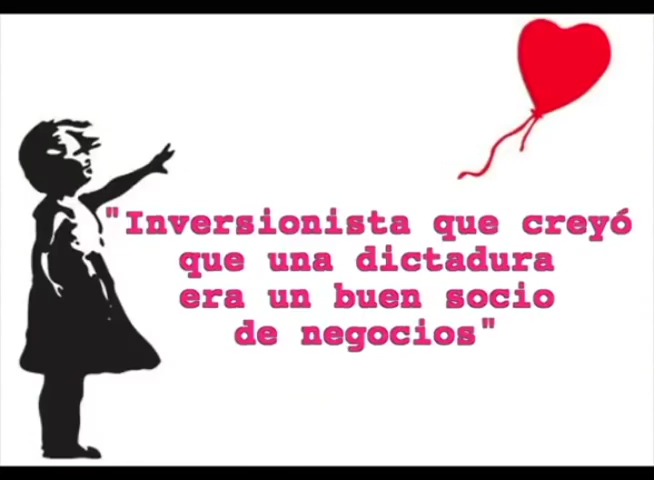 "Inversionista que creyó
que una dictadura
era un buen socio
de negocios"